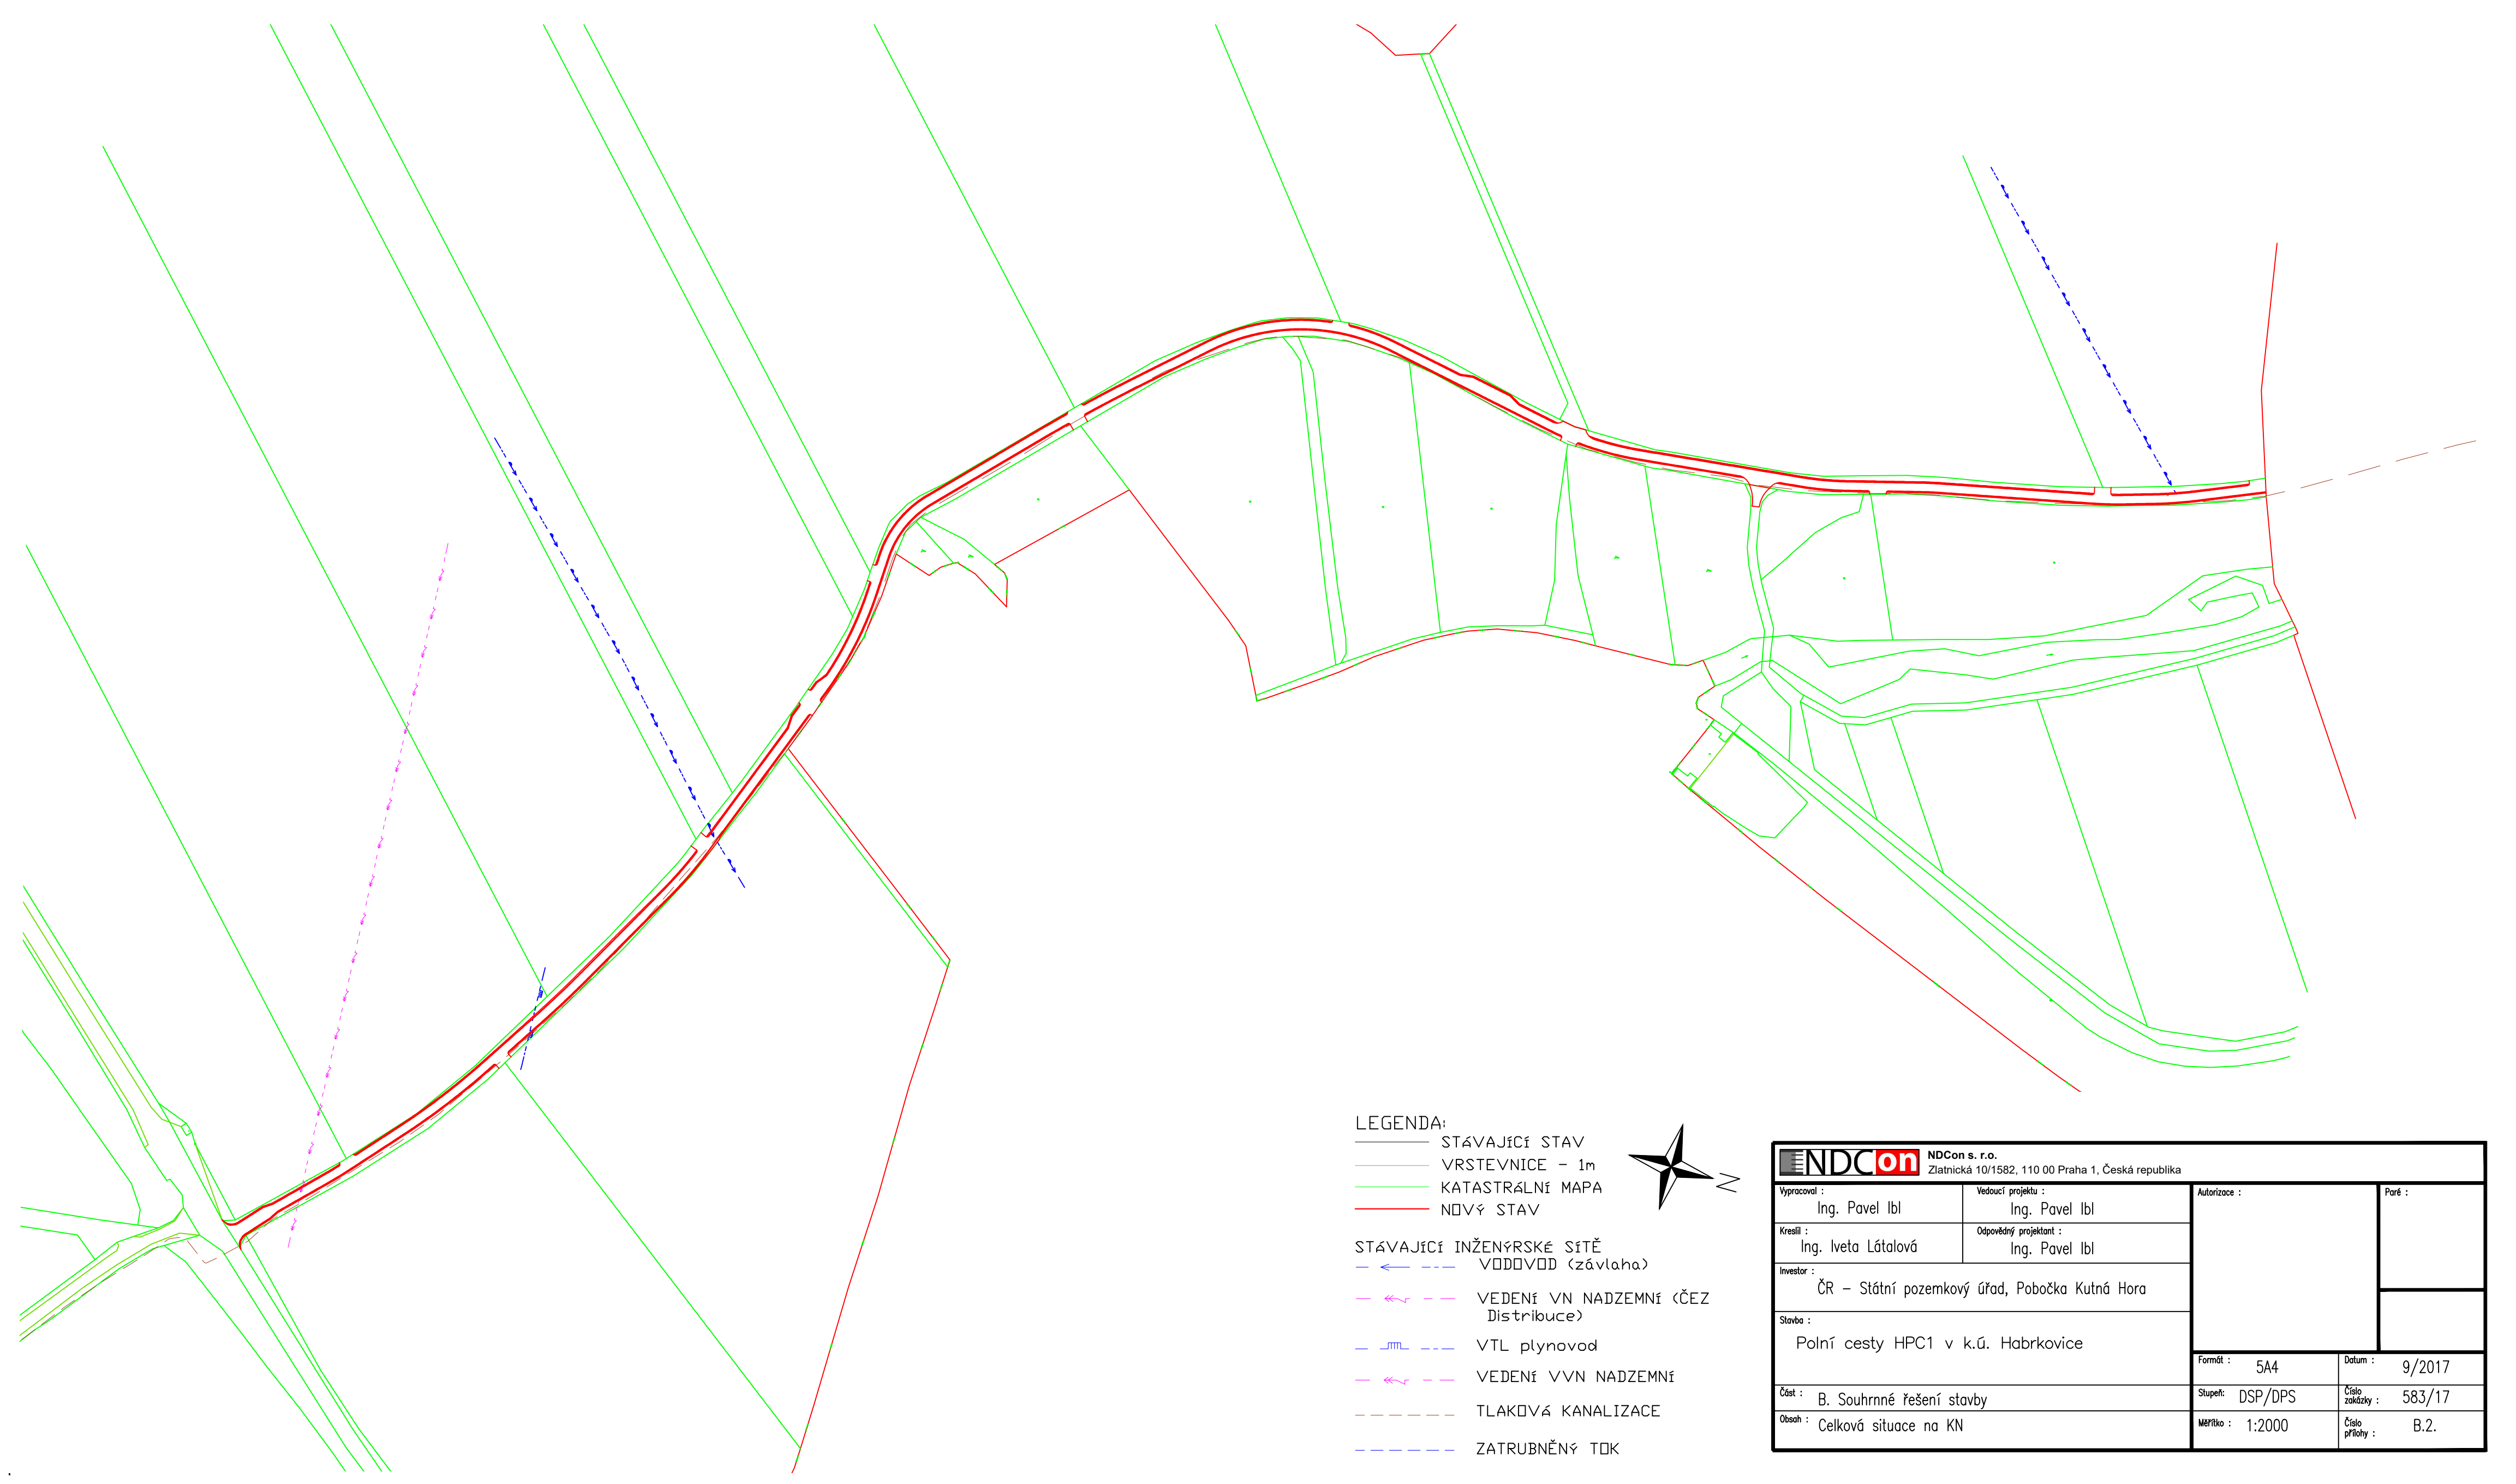 LEGENDA:
STÁVAJÍCÍ STAV
VRSTEVNICE - 1m
KATASTRÁLNÍ MAPA
NOVÝ STAV
STÁVAJÍCÍ INŽENÝRSKÉ SÍTĚ
VODOVOD (závlaha)
VEDENÍ VN NADZEMNÍ (ČEZ
Distribuce)
VTL plynovod
VEDENÍ VVN NADZEMNÍ
TLAKOVÁ KANALIZACE
ZATRUBNĚNÝ TOK
N
NDCon
NDCon s. r.o.
Zlatnická 10/1582, 110 00 Praha 1, Česká republika
Vypracoval :
Ing. Pavel Ibl
Vedoucí projektu :
Ing. Pavel Ibl
Autorizace :
Paré :
Kreslil :
Ing. Iveta Látalová
Odpovědný projektant :
Ing. Pavel Ibl
Investor :
ČR - Státní pozemkový úřad, Pobočka Kutná Hora
Stavba :
Polní cesty HPC1 v k.ú. Habrkovice
Formát :
5A4
Datum :
9/2017
Část :
B. Souhrnné řešení stavby
Stupeň:
DSP/DPS
Číslo
zakázky :
583/17
Obsah :
Celková situace na KN
Měřítko :
1:2000
Číslo
přílohy :
B.2.